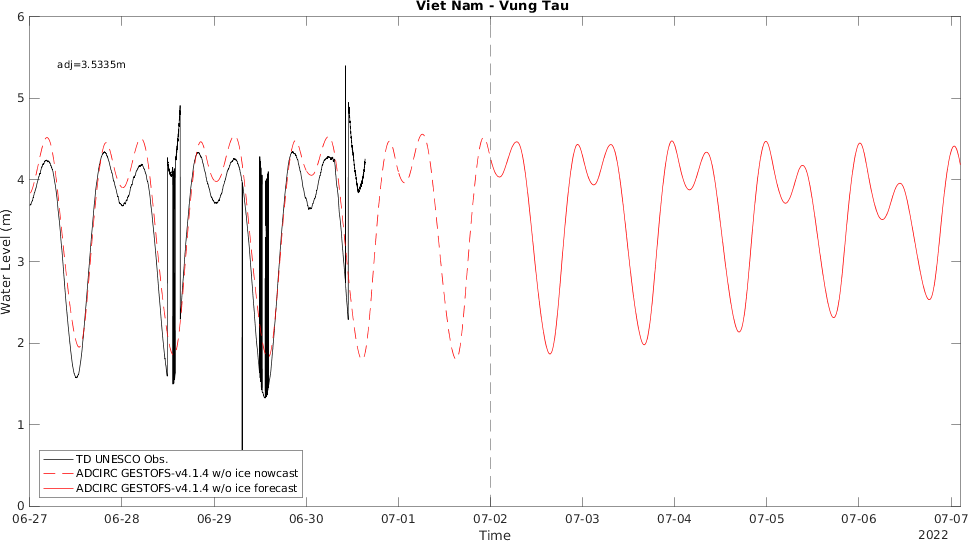 Viet Nam - Vung Tau
6
adj=3.5335m
5
4
3
2
1
0
Water Level (m)
TD UNESCO Obs.
ADCIRC GESTOFS-v4.1.4 w/o ice nowcast
ADCIRC GESTOFS-v4.1.4 w/o ice forecast
06-27 06-28 06-29 06-30 07-01 07-02 07-03 07-04 07-05 07-06 07-07
Time
2022